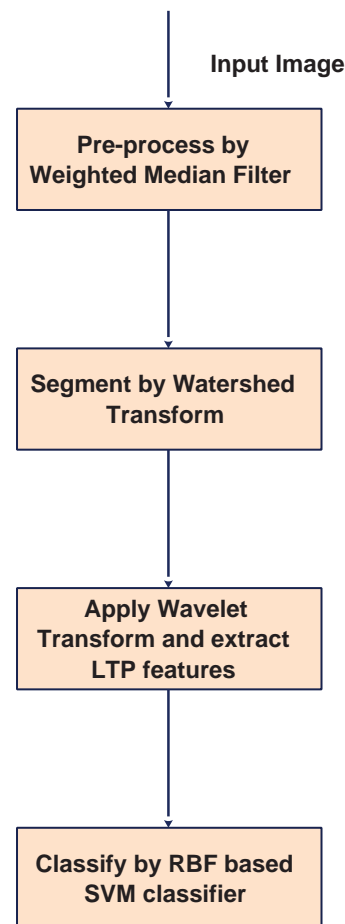 Input Image
Pre-process by
Weighted Median Filter
Segment by Watershed
Transform
Apply Wavelet
Transform and extract
LTP features
Classify by RBF based
SVM classifier